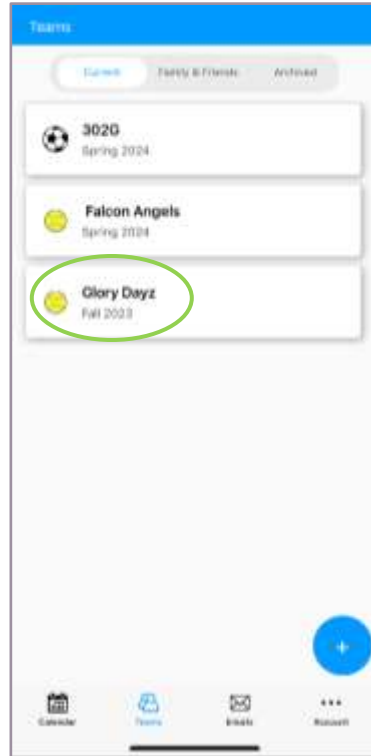 Teams
Current Family & Friends Archived
302G
Spring 2024
Falcon Angels
Spring 2024
Glory Dayz
Fall 2023
+
Calendar Teams Emails Account